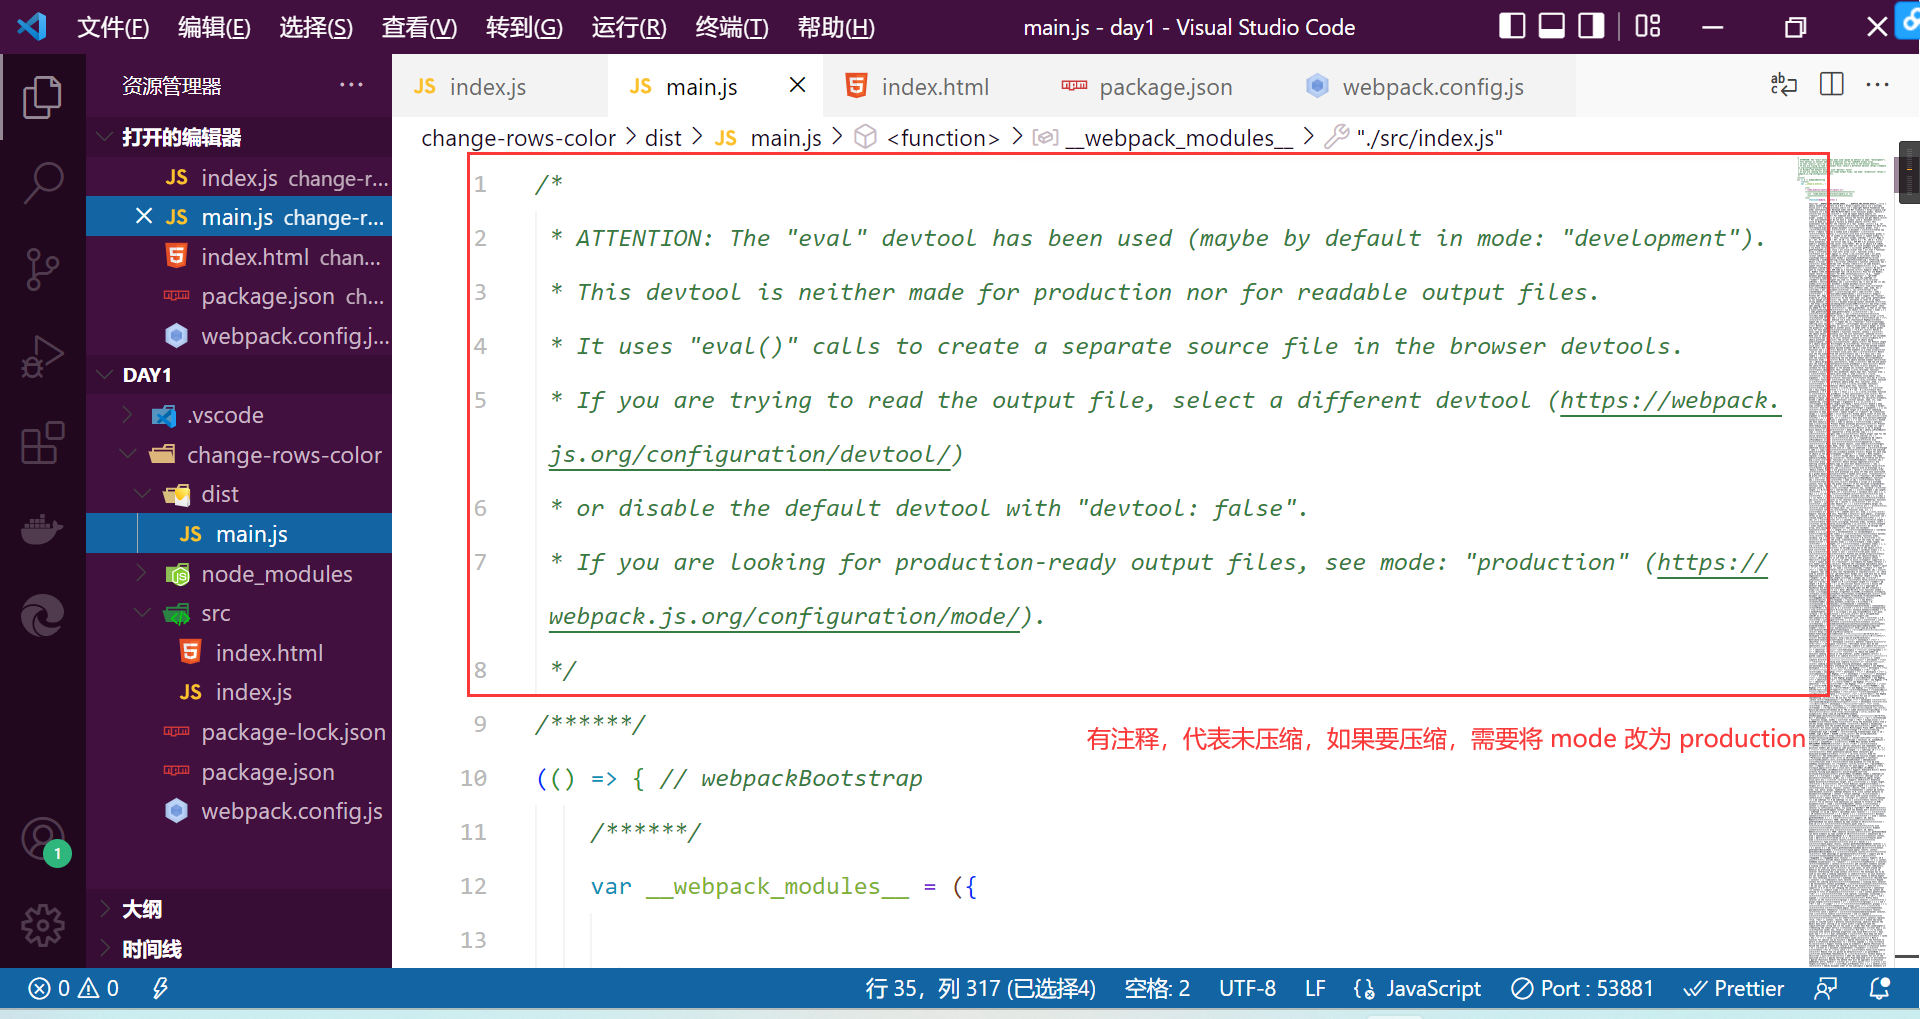 文件(F) 编辑(E) 选择(S) 查看(V) 转到(G) 运行(R) 终端(T) 帮助(H) main.js - day1 - Visual Studio Code
资源管理器 ···
打开的编辑器
JS index.js change-r...
JS main.js change-r...
index.html chan...
package.json ch...
webpack.config.j...
DAY1
.vscode
change-rows-color
dist
JS main.js
node_modules
src
index.html
JS index.js
package-lock.json
package.json
webpack.config.js
1
大纲
时间线
JS index.js JS main.js index.html package.json webpack.config.js
change-rows-color > dist > JS main.js > <function> > __webpack_modules__ > "./src/index.js"
1 /*
2 * ATTENTION: The "eval" devtool has been used (maybe by default in mode: "development").
3 * This devtool is neither made for production nor for readable output files.
4 * It uses "eval()" calls to create a separate source file in the browser devtools.
5 * If you are trying to read the output file, select a different devtool (https://webpack.
js.org/configuration/devtool/)
6 * or disable the default devtool with "devtool: false".
7 * If you are looking for production-ready output files, see mode: "production" (https://
webpack.js.org/configuration/mode/).
8 */
9 /******/
有注释，代表未压缩，如果要压缩，需要将 mode 改为 production
10 (() => { // webpackBootstrap
11 /******/
12 var __webpack_modules__ = ({
13
0 0 行 35，列 317 (已选择4) 空格: 2 UTF-8 LF JavaScript Port : 53881 Prettier